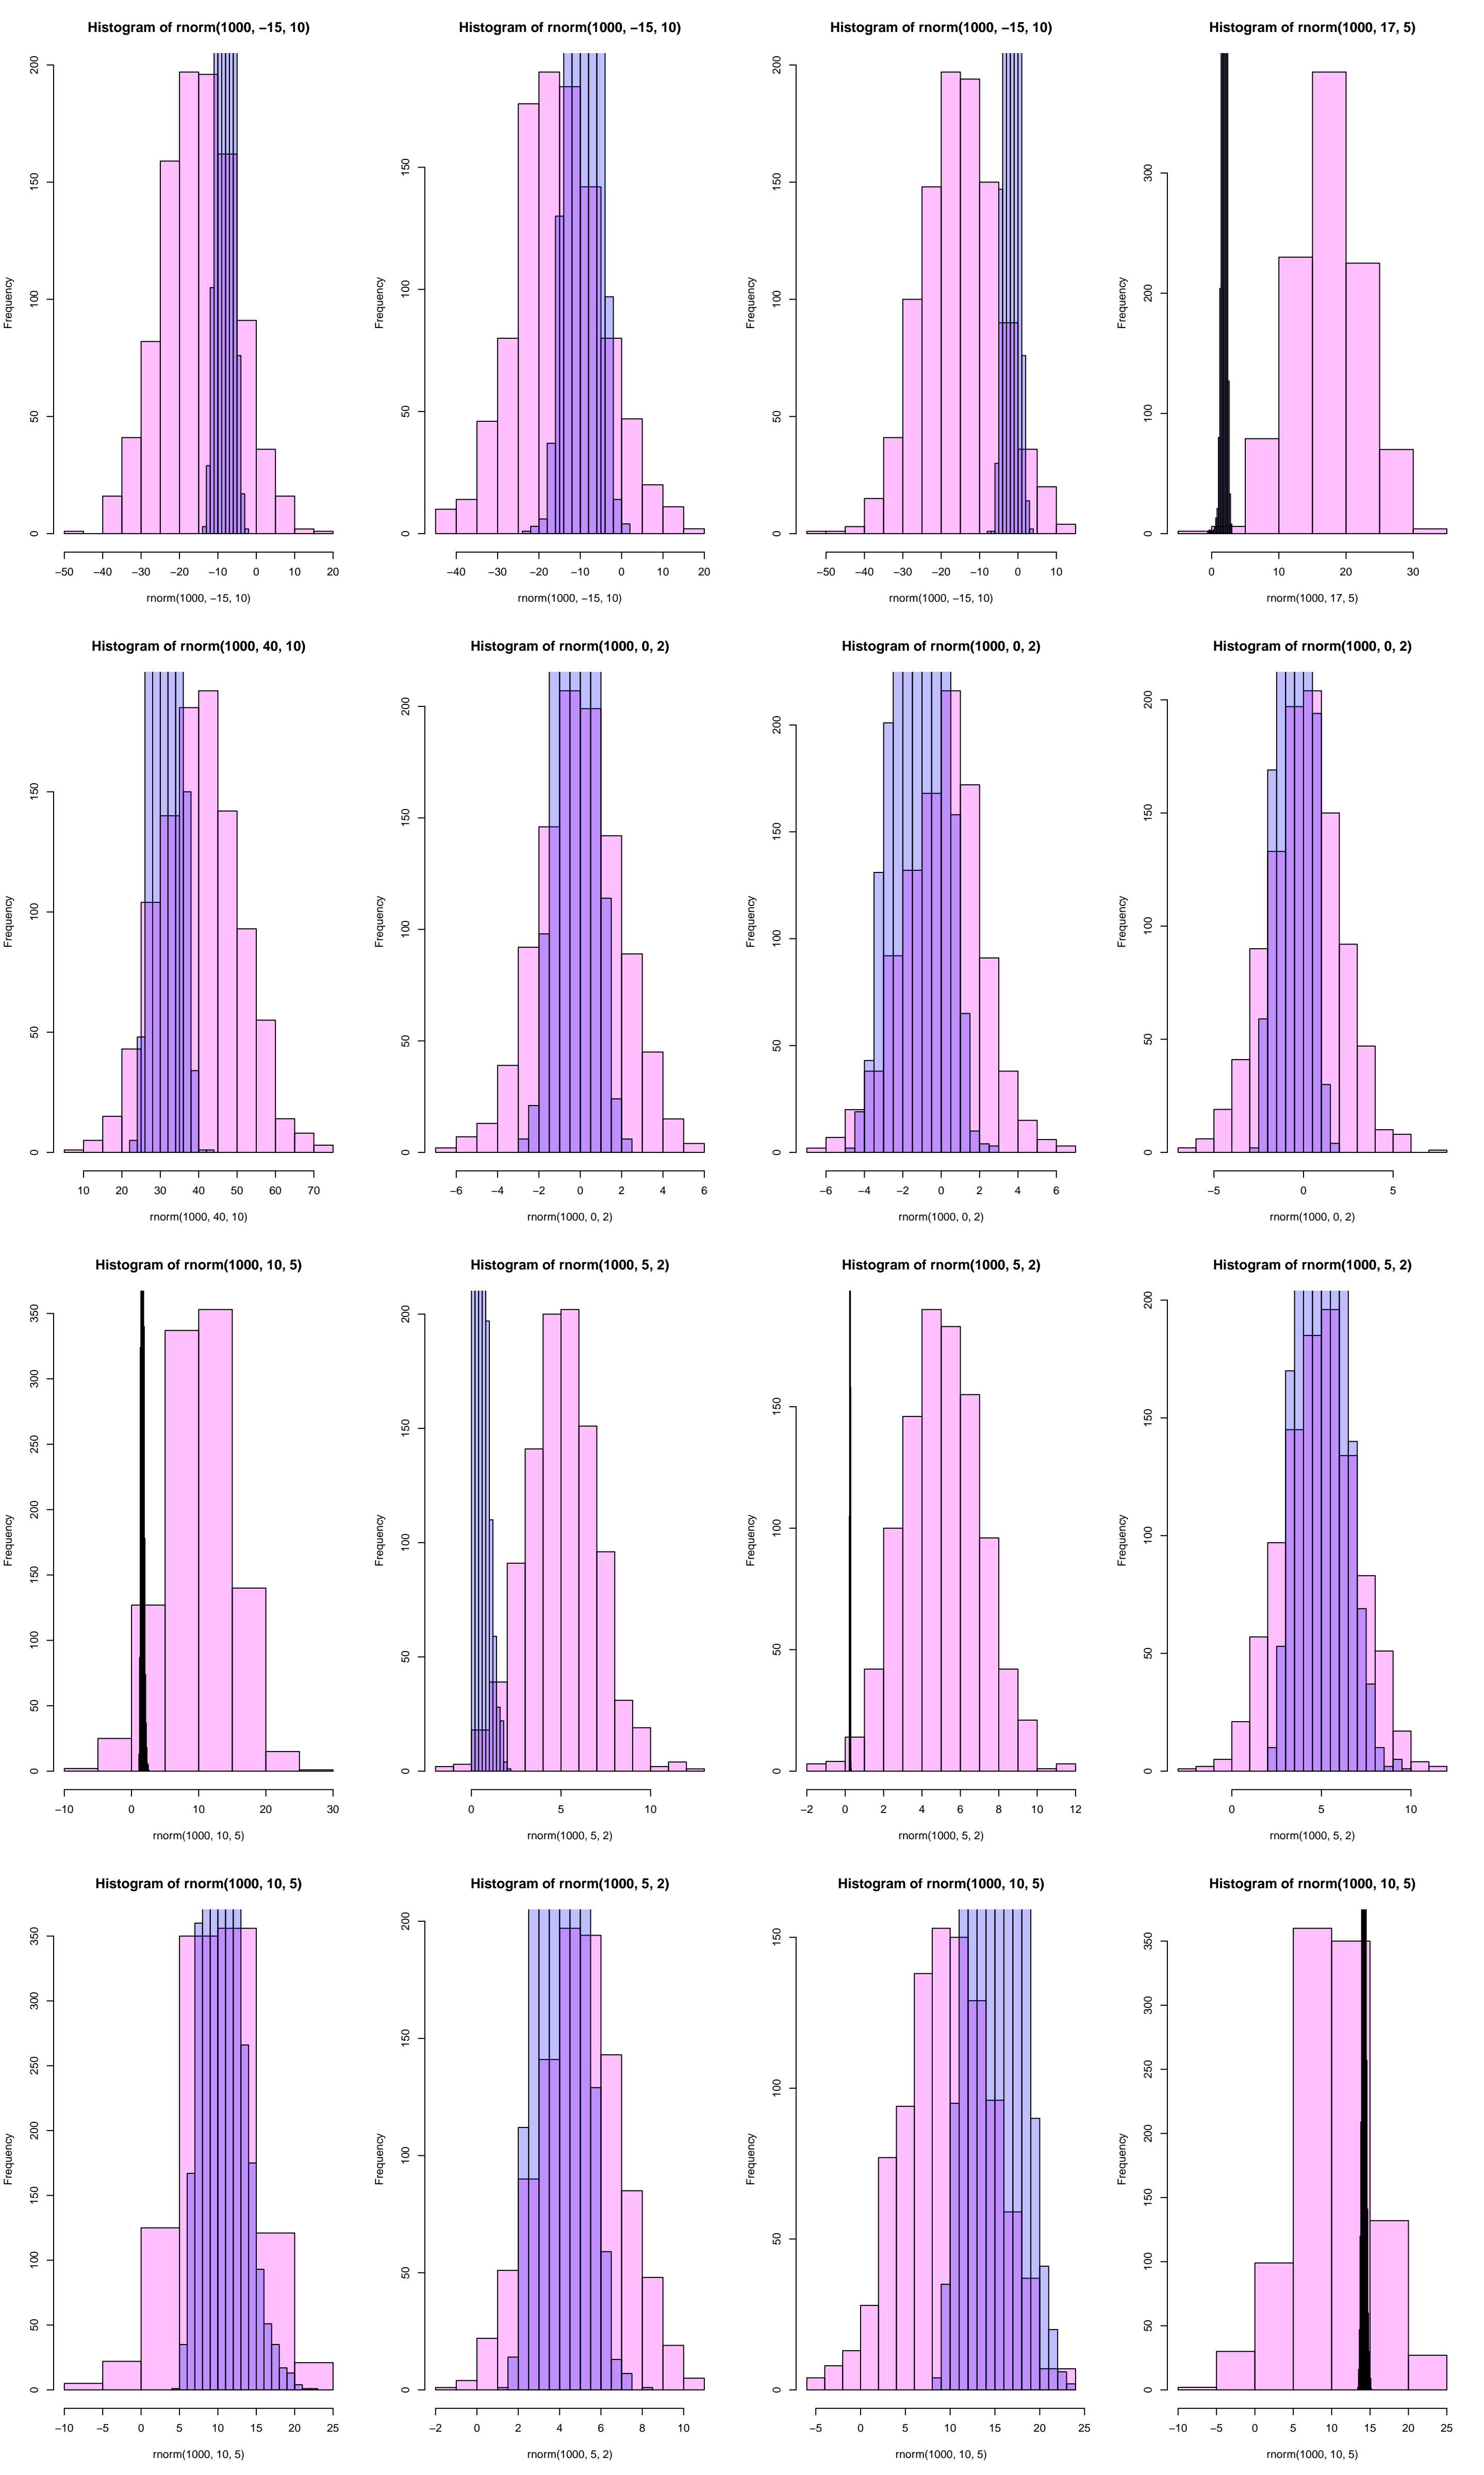 Histogram of rnorm(1000, −15, 10)
Frequency
0 50 100 150 200
−50 −40 −30 −20 −10 0 10 20
rnorm(1000, −15, 10)
Histogram of rnorm(1000, −15, 10)
Frequency
0 50 100 150
−40 −30 −20 −10 0 10 20
rnorm(1000, −15, 10)
Histogram of rnorm(1000, −15, 10)
Frequency
0 50 100 150 200
−50 −40 −30 −20 −10 0 10
rnorm(1000, −15, 10)
Histogram of rnorm(1000, 17, 5)
Frequency
0 100 200 300
0 10 20 30
rnorm(1000, 17, 5)
Histogram of rnorm(1000, 40, 10)
Frequency
0 50 100 150
10 20 30 40 50 60 70
rnorm(1000, 40, 10)
Histogram of rnorm(1000, 0, 2)
Frequency
0 50 100 150 200
−6 −4 −2 0 2 4 6
rnorm(1000, 0, 2)
Histogram of rnorm(1000, 0, 2)
Frequency
0 50 100 150 200
−6 −4 −2 0 2 4 6
rnorm(1000, 0, 2)
Histogram of rnorm(1000, 0, 2)
Frequency
0 50 100 150 200
−5 0 5
rnorm(1000, 0, 2)
Histogram of rnorm(1000, 10, 5)
Frequency
0 50 100 150 200 250 300 350
−10 0 10 20 30
rnorm(1000, 10, 5)
Histogram of rnorm(1000, 5, 2)
Frequency
0 50 100 150 200
0 5 10
rnorm(1000, 5, 2)
Histogram of rnorm(1000, 5, 2)
Frequency
0 50 100 150
−2 0 2 4 6 8 10 12
rnorm(1000, 5, 2)
Histogram of rnorm(1000, 5, 2)
Frequency
0 50 100 150 200
0 5 10
rnorm(1000, 5, 2)
Histogram of rnorm(1000, 10, 5)
Frequency
0 50 100 150 200 250 300 350
−10 −5 0 5 10 15 20 25
rnorm(1000, 10, 5)
Histogram of rnorm(1000, 5, 2)
Frequency
0 50 100 150 200
−2 0 2 4 6 8 10
rnorm(1000, 5, 2)
Histogram of rnorm(1000, 10, 5)
Frequency
0 50 100 150
−5 0 5 10 15 20 25
rnorm(1000, 10, 5)
Histogram of rnorm(1000, 10, 5)
Frequency
0 50 100 150 200 250 300 350
−10 −5 0 5 10 15 20 25
rnorm(1000, 10, 5)